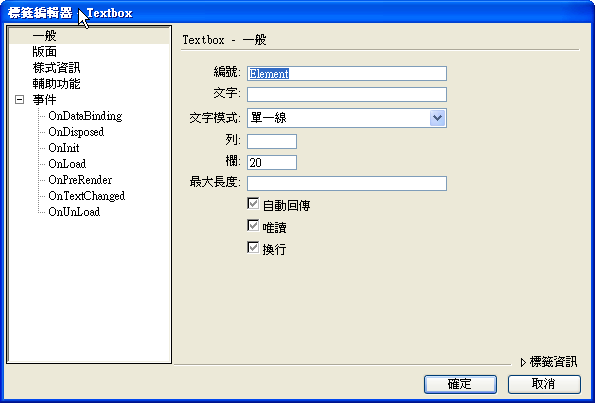 標籤編輯器 - Textbox
一般
版面
樣式資訊
輔助功能
事件
OnDataBinding
OnDisposed
OnInit
OnLoad
OnPreRender
OnTextChanged
OnUnLoad
Textbox - 一般
編號: Element
文字:
文字模式: 單一線
列:
欄: 20
最大長度:
自動回傳
唯讀
換行
標籤資訊
確定 取消